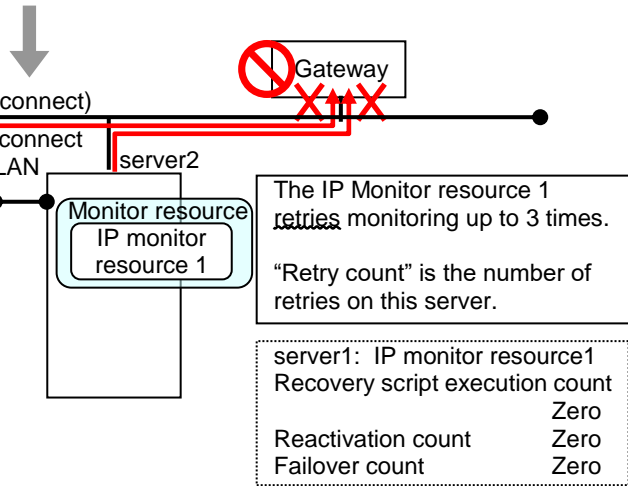 Gateway
connect)
connect
LAN
server2
Monitor resource
IP monitor
resource 1
The IP Monitor resource 1
retries monitoring up to 3 times.
“Retry count” is the number of
retries on this server.
server1: IP monitor resource1
Recovery script execution count
Zero
Reactivation count Zero
Failover count Zero